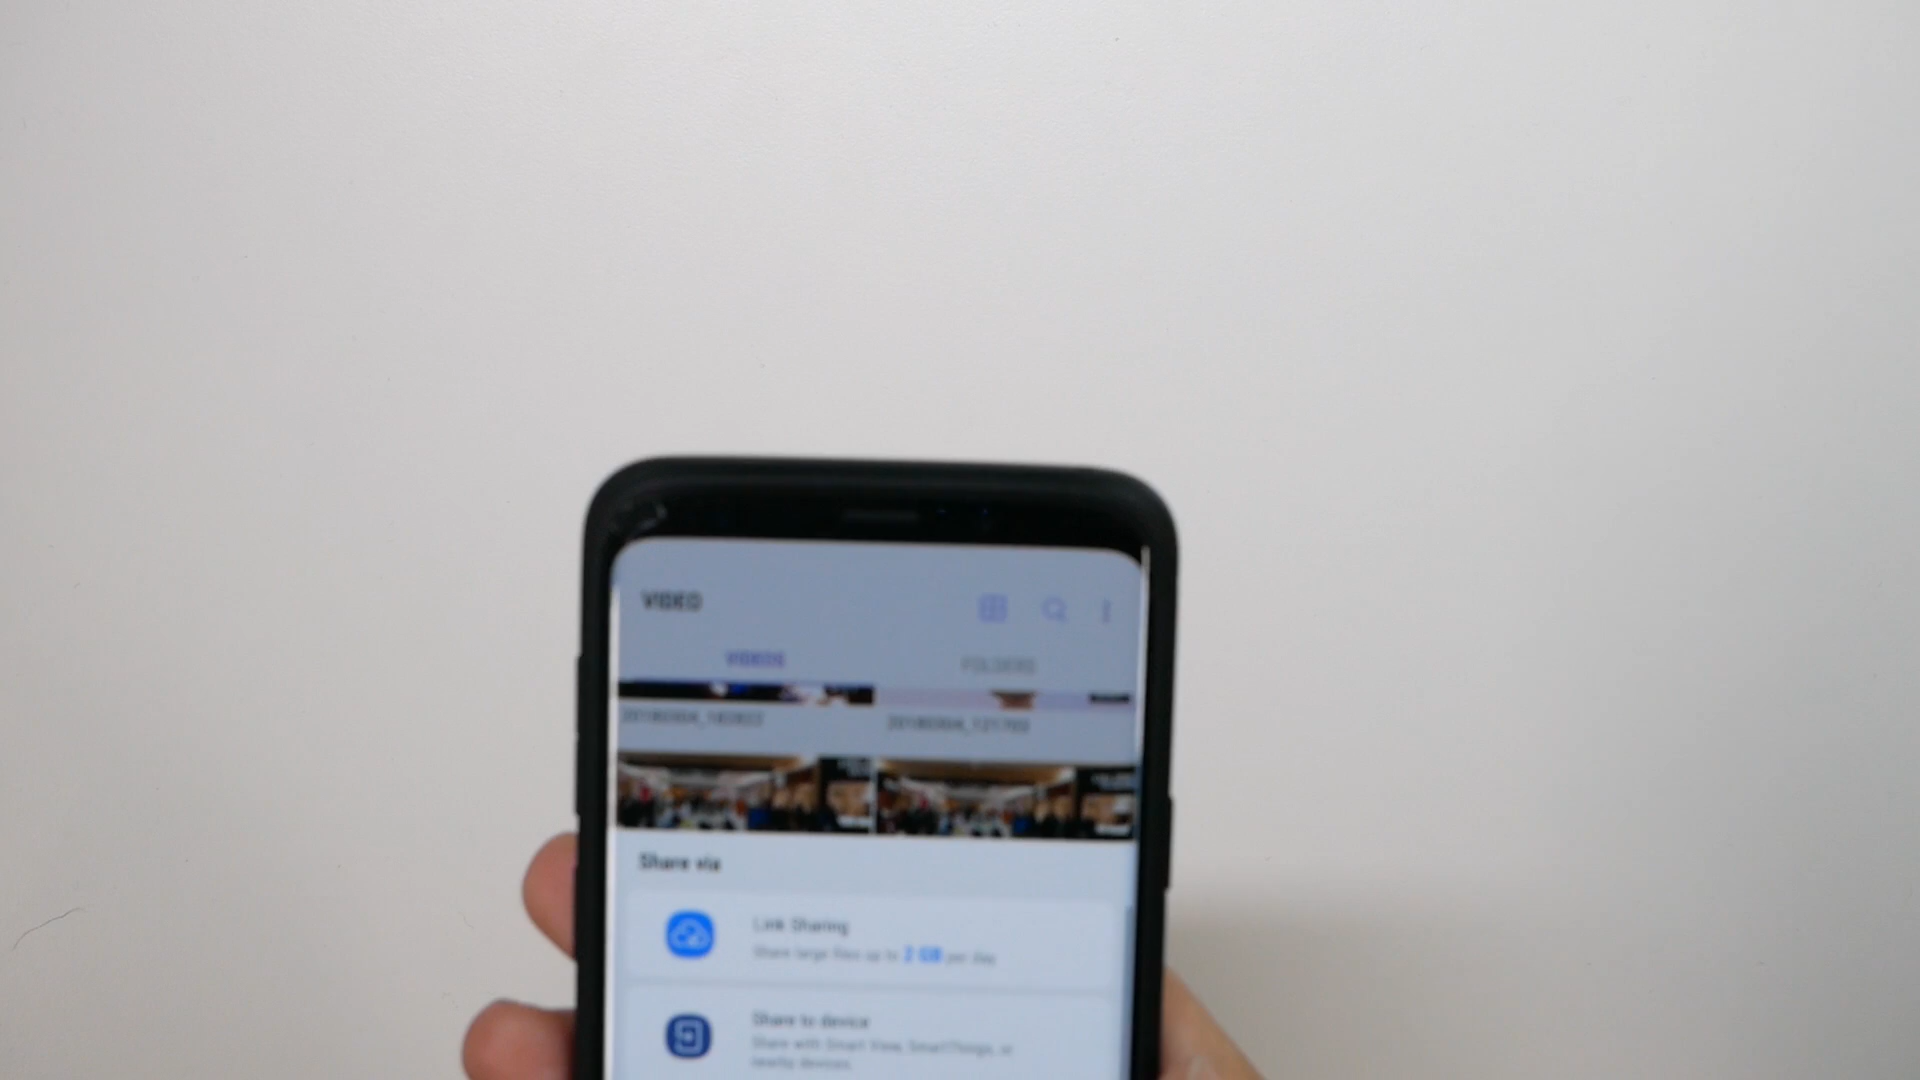 VIDEO
VIDEOS FOLDERS
Share via
Link Sharing
Share large files up to 2 GB per day
Share to device
Share with Smart View, SmartThings, or
nearby devices.